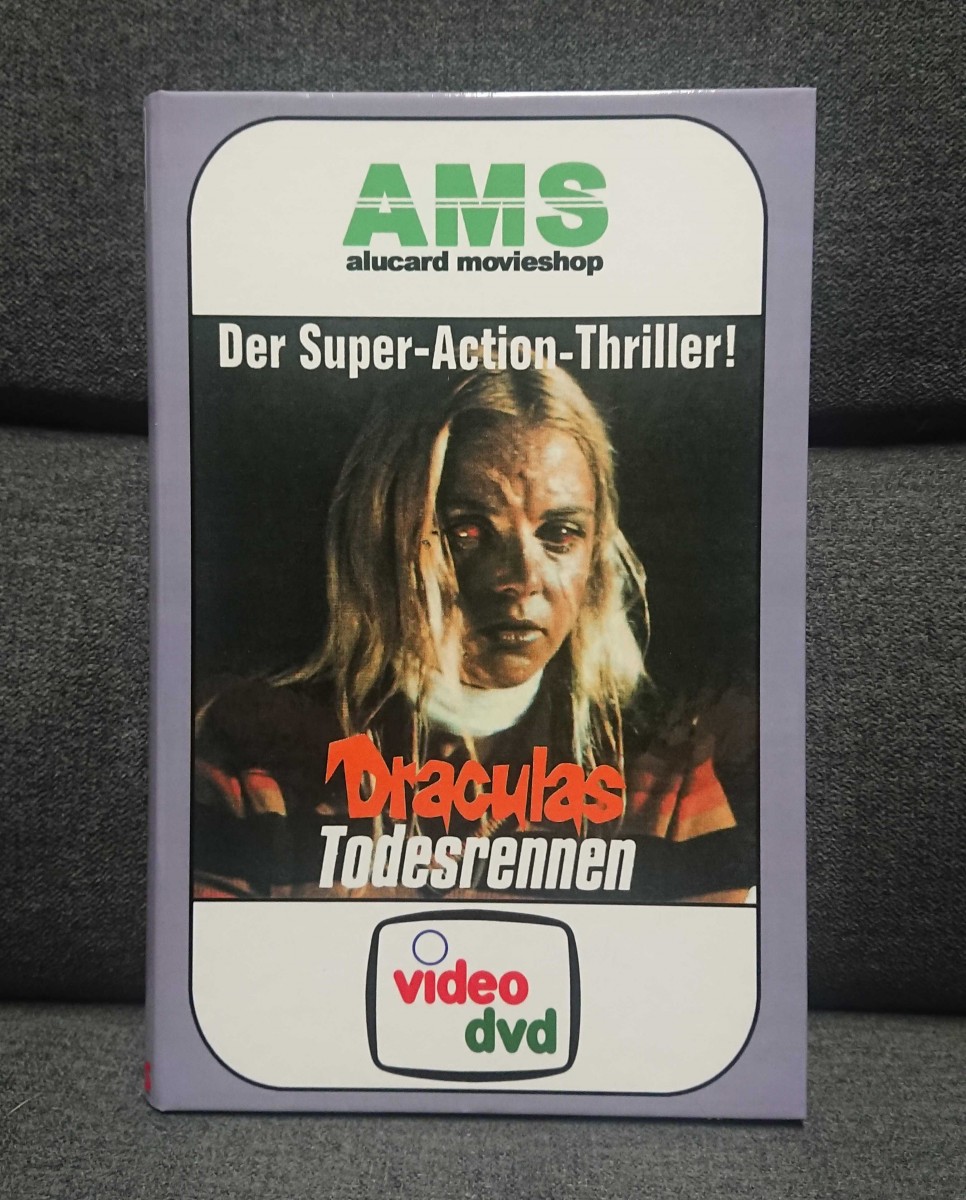 AMS
alucard movieshop
Der Super-Action-Thriller!
Draculas
Todesrennen
video
dvd